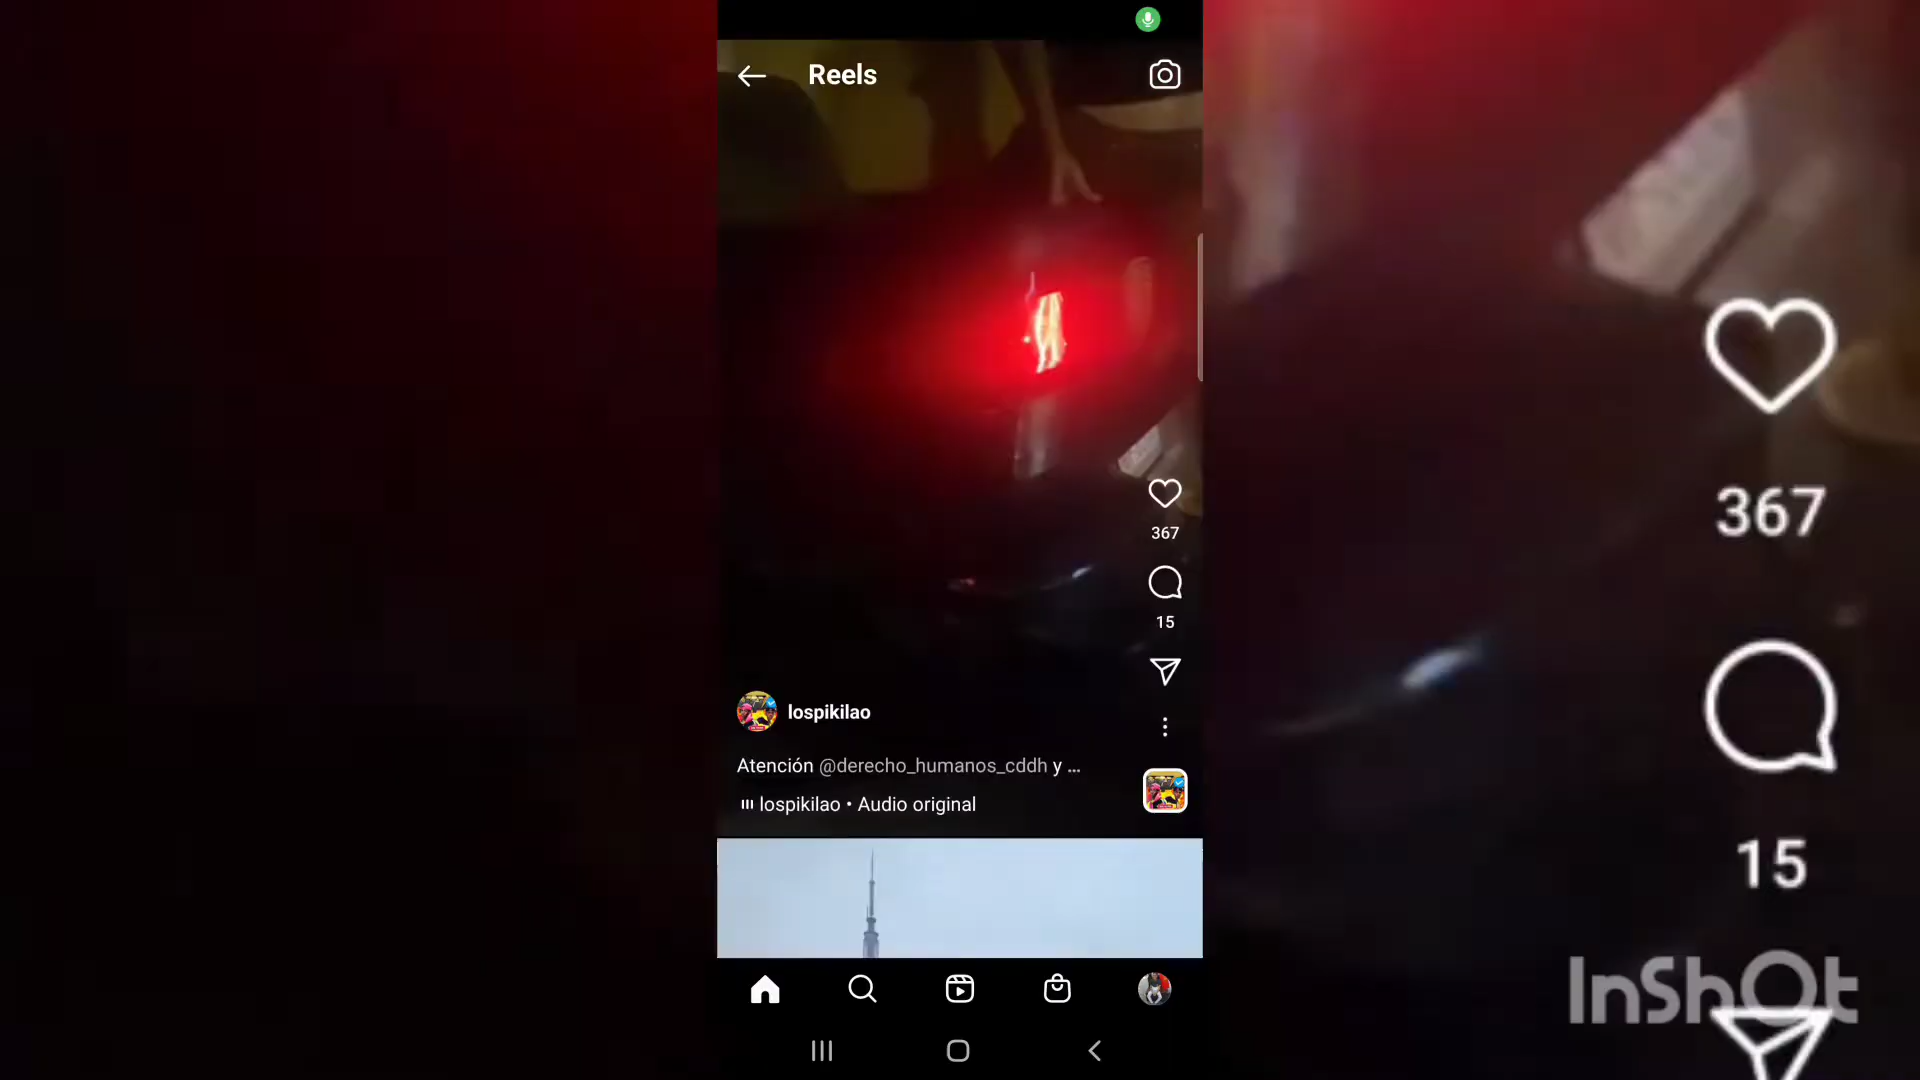 Reels
367
15
lospikilao
Atención @derecho_humanos_cddh y ...
lospikilao • Audio original
367
15
InShOt